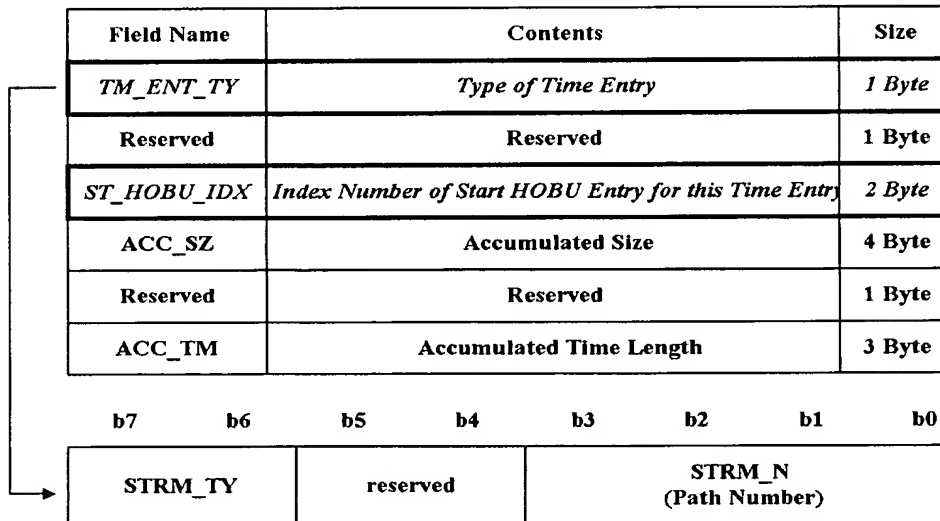 Field Name Contents Size
TM_ENT_TY Type of Time Entry 1 Byte
Reserved Reserved 1 Byte
ST_HOBU_IDX Index Number of Start HOBU Entry for this Time Entry 2 Byte
ACC_SZ Accumulated Size 4 Byte
Reserved Reserved 1 Byte
ACC_TM Accumulated Time Length 3 Byte
b7 b6 b5 b4 b3 b2 b1 b0
STRM_TY reserved STRM_N
(Path Number)